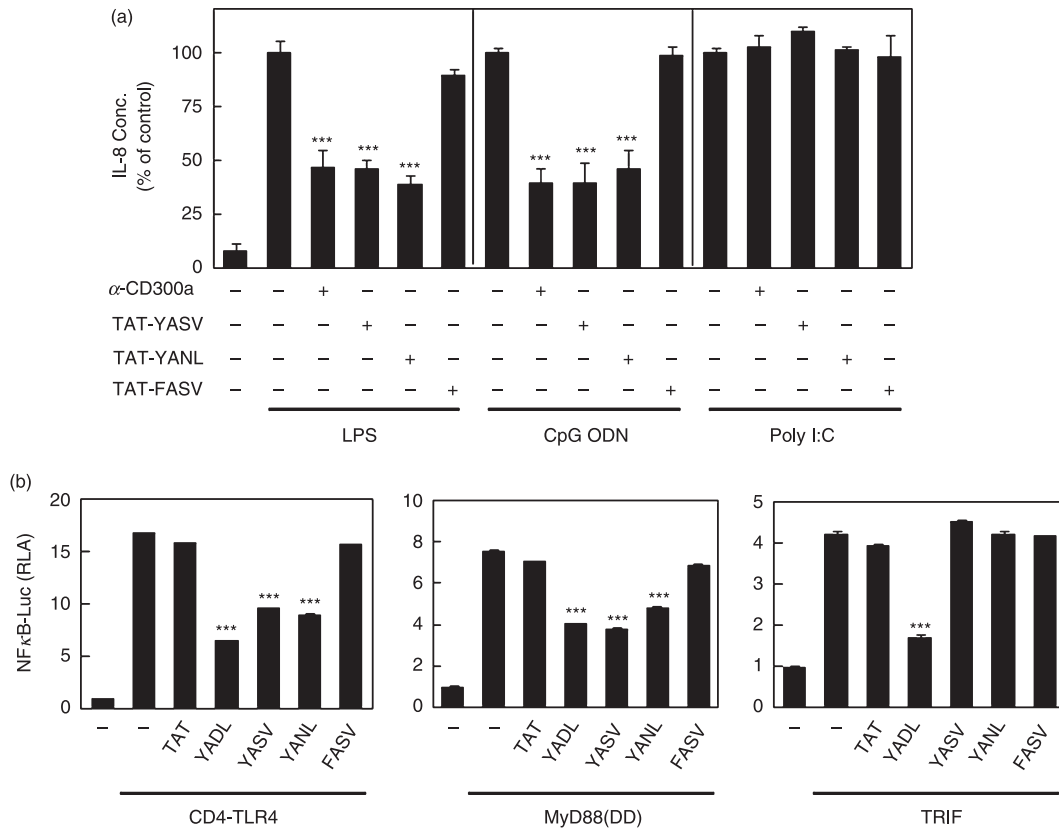 (a)
IL-8 Conc.
(% of control)
100
75
50
25
0
*** *** *** *** *** ***
α-CD300a – – + – – – – + – – – – + – – –
TAT-YASV – – – + – – – – + – – – – + – –
TAT-YANL – – – – + – – – – + – – – – + –
TAT-FASV – – – – – + – – – – + – – – – +
LPS CpG ODN Poly I:C
(b)
NFκB-Luc (RLA)
20
15
10
5
0
*** *** ***
– – TAT YADL YASV YANL FASV
CD4-TLR4
10
8
6
4
2
0
*** *** ***
– – TAT YADL YASV YANL FASV
MyD88(DD)
5
4
3
2
1
0
***
– – TAT YADL YASV YANL FASV
TRIF